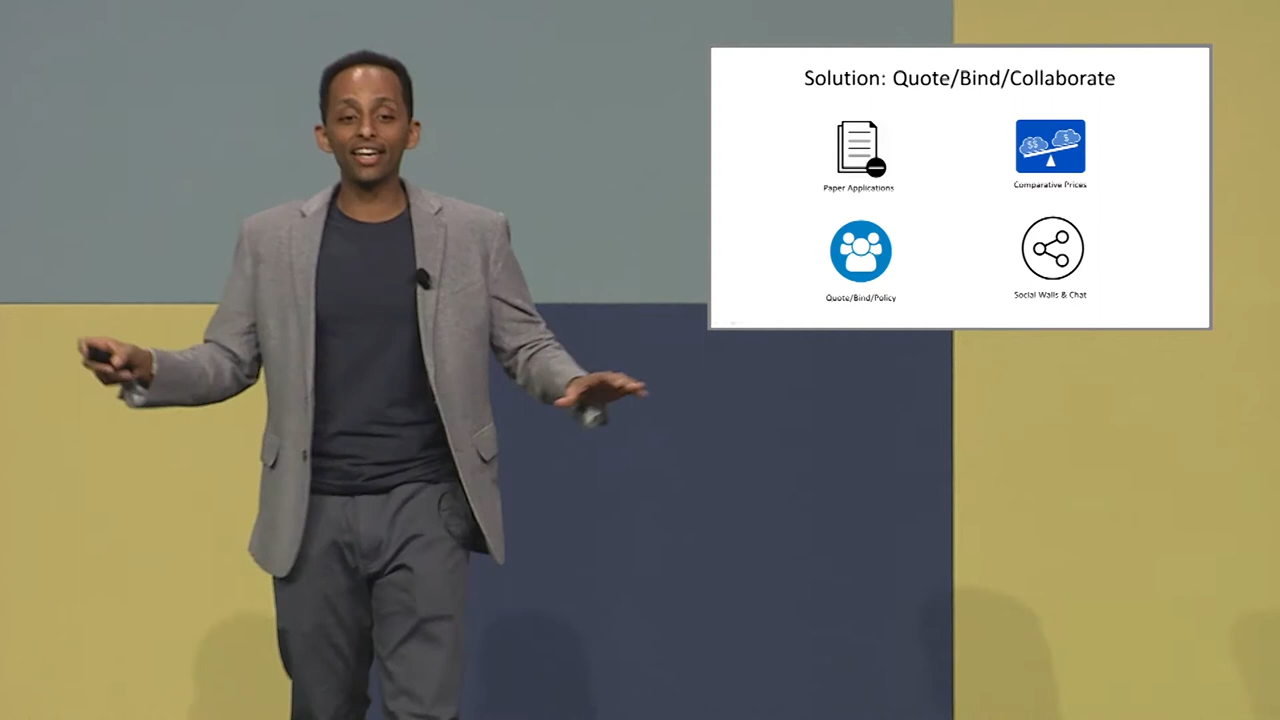 Solution: Quote/Bind/Collaborate
$$ $
Paper Applications
Comparative Prices
Quote/Bind/Policy
Social Walls & Chat